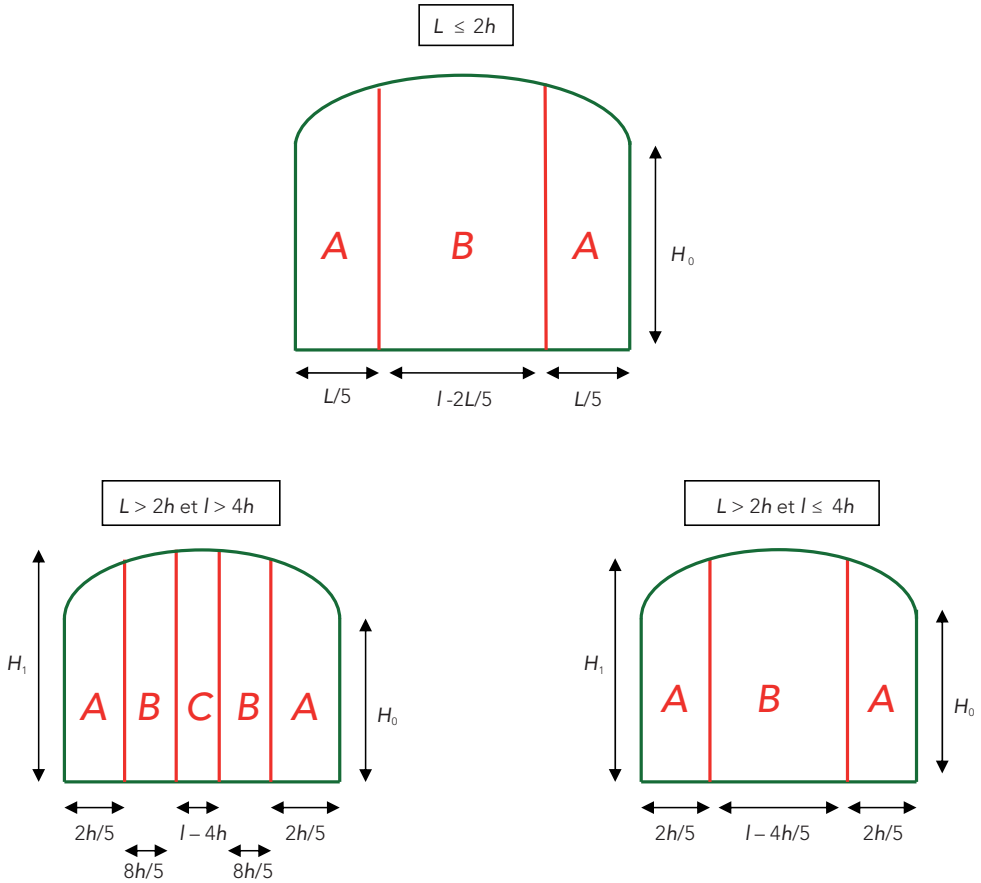 L ≤ 2h
A B A
H₀
L/5 l -2L/5 L/5
L > 2h et l > 4h
H₁
A B C B A
H₀
2h/5 l – 4h 2h/5
8h/5 8h/5
L > 2h et l ≤ 4h
H₁
A B A
H₀
2h/5 l – 4h/5 2h/5